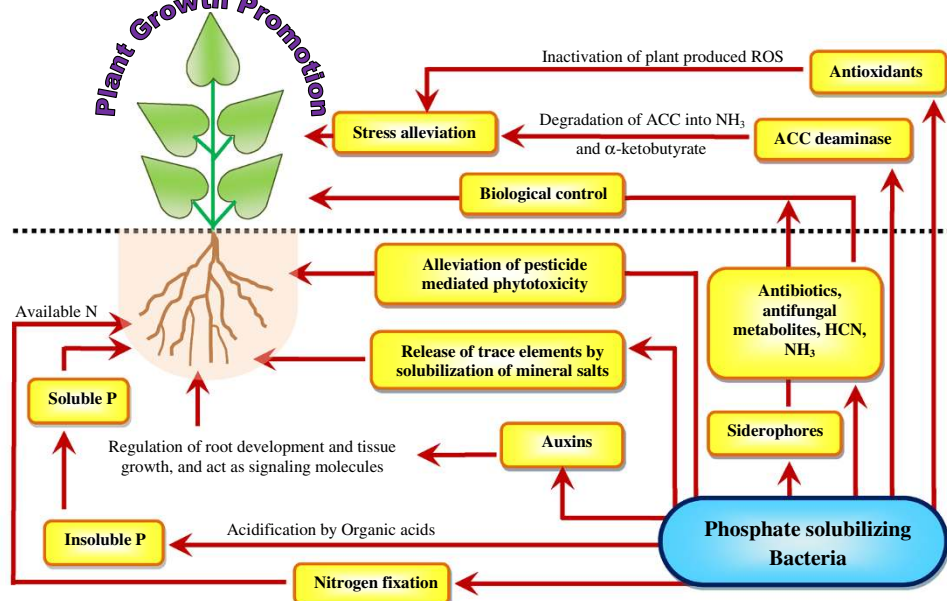 Plant Growth Promotion
Inactivation of plant produced ROS
Antioxidants
Stress alleviation
Degradation of ACC into NH₃
and α-ketobutyrate
ACC deaminase
Biological control
Alleviation of pesticide
mediated phytotoxicity
Antibiotics,
antifungal
metabolites, HCN,
NH₃
Available N
Release of trace elements by
solubilization of mineral salts
Soluble P
Siderophores
Auxins
Regulation of root development and tissue
growth, and act as signaling molecules
Insoluble P
Acidification by Organic acids
Phosphate solubilizing
Bacteria
Nitrogen fixation